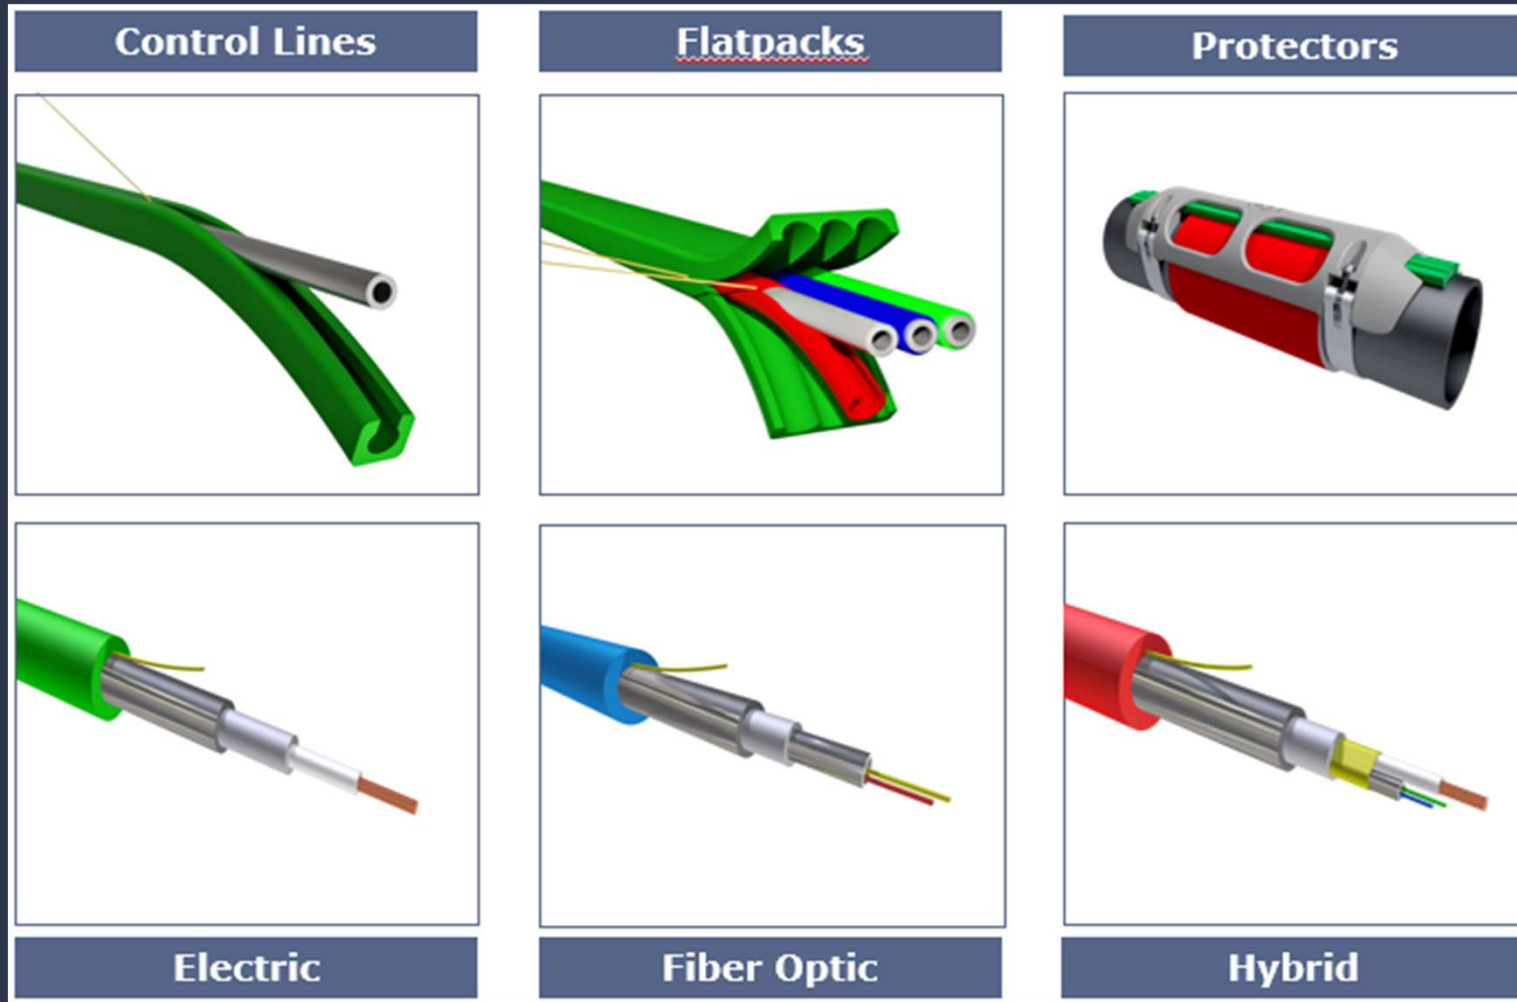 Control Lines
Flatpacks
Protectors
Electric
Fiber Optic
Hybrid